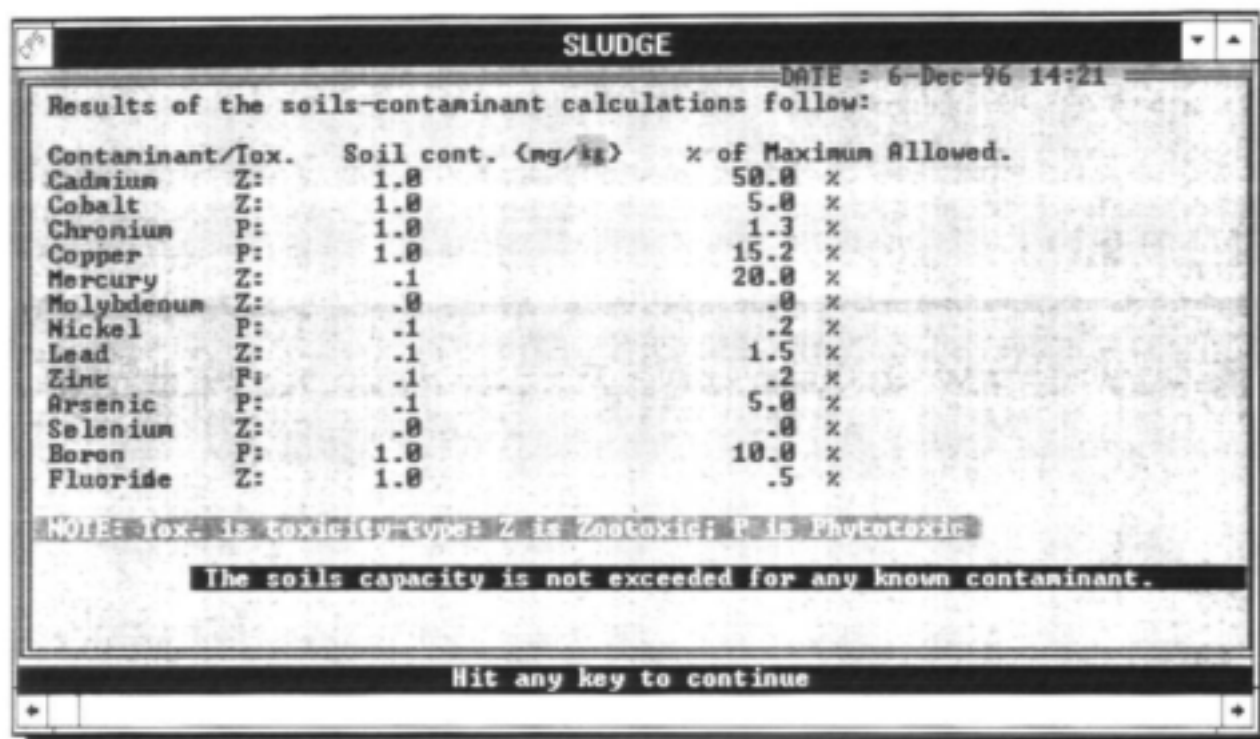 SLUDGE
DATE : 6-Dec-96 14:21
Results of the soils-contaminant calculations follow:
Contaminant/Tox. Soil cont. (mg/kg) % of Maximum Allowed.
Cadmium Z: 1.0 50.0 %
Cobalt Z: 1.0 5.0 %
Chromium P: 1.0 1.3 %
Copper P: 1.0 15.2 %
Mercury Z: .1 20.0 %
Molybdenum Z: .0 .0 %
Nickel P: .1 .2 %
Lead Z: .1 1.5 %
Zinc P: .1 .2 %
Arsenic P: .1 5.0 %
Selenium Z: .0 .0 %
Boron P: 1.0 10.0 %
Fluoride Z: 1.0 .5 %
NOTE: Tox. is toxicity-type: Z is Zootoxic; P is Phytotoxic
The soils capacity is not exceeded for any known contaminant.
Hit any key to continue